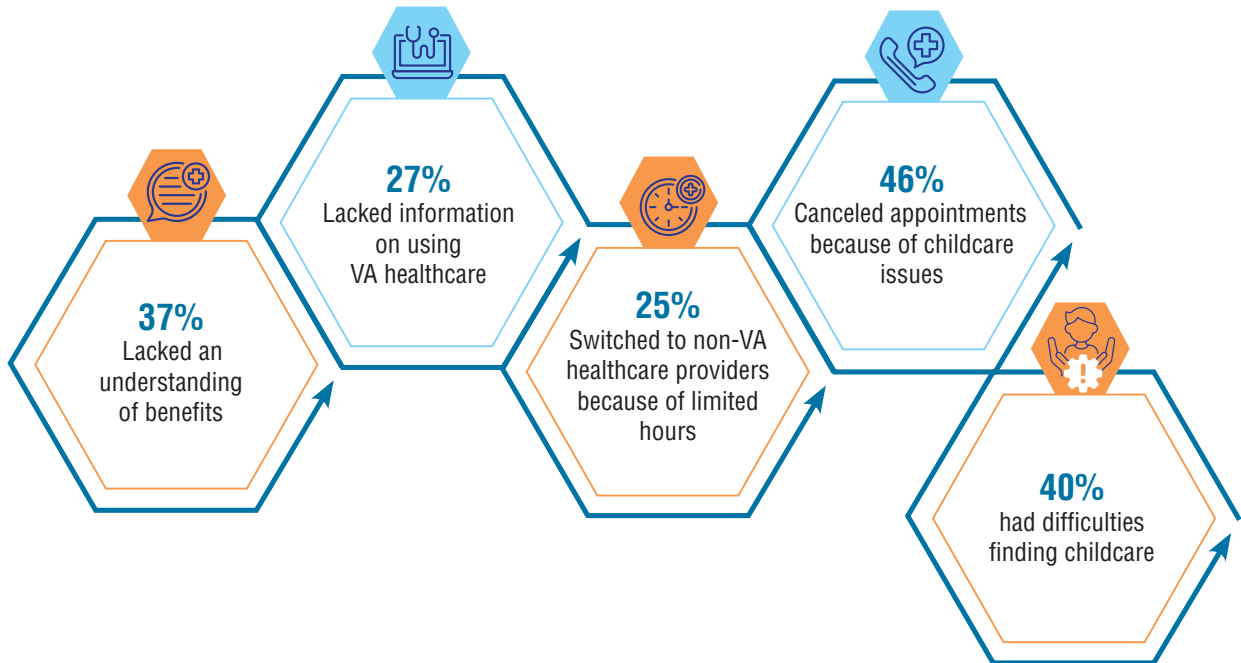 37%
Lacked an
understanding
of benefits
27%
Lacked information
on using
VA healthcare
25%
Switched to non-VA
healthcare providers
because of limited
hours
46%
Canceled appointments
because of childcare
issues
40%
had difficulties
finding childcare